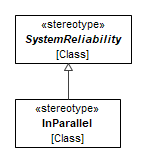 «stereotype»
SystemReliability
[Class]
«stereotype»
InParallel
[Class]